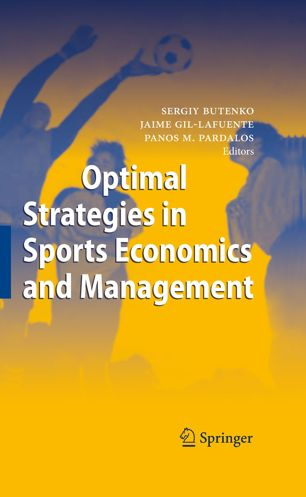 SERGIY BUTENKO
JAIME GIL-LAFUENTE
PANOS M. PARDALOS
Editors
Optimal
Strategies in
Sports Economics
and Management
Springer